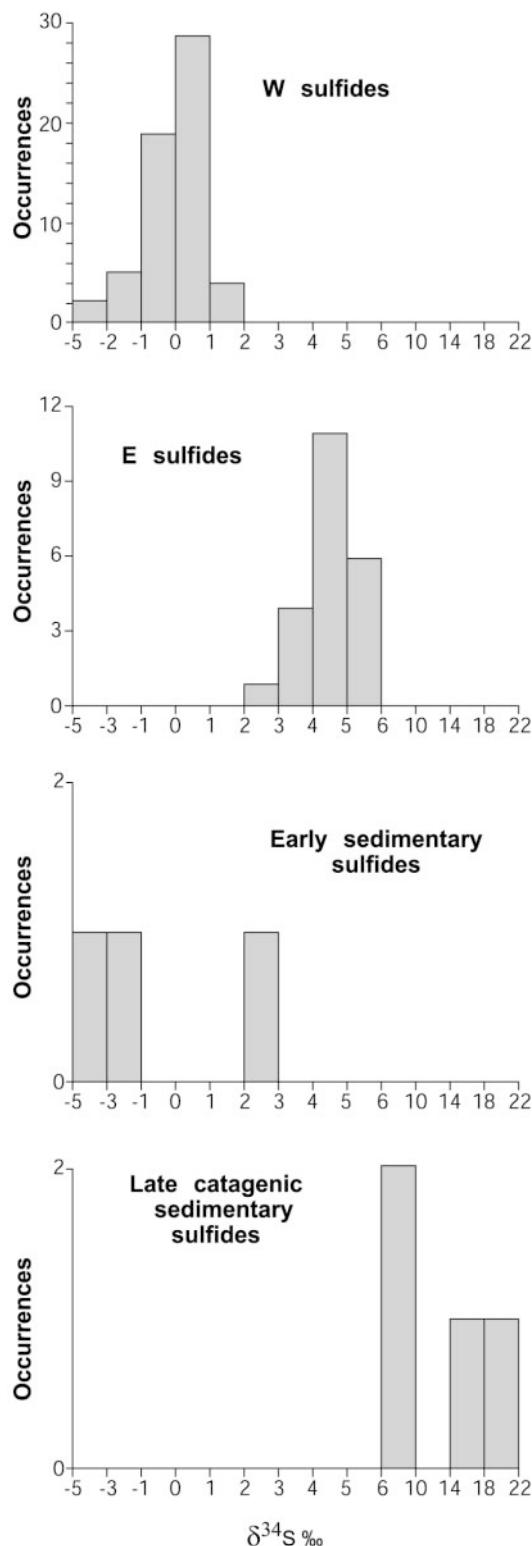 30
W sulfides
20
Occurrences
10
0
-5 -2 -1 0 1 2 3 4 5 6 10 14 18 22
12
E sulfides
9
Occurrences
6
3
0
-5 -3 -1 0 1 2 3 4 5 6 10 14 18 22
2
Early sedimentary
sulfides
Occurrences
0
-5 -3 -1 0 1 2 3 4 5 6 10 14 18 22
2
Late catagenic
sedimentary
sulfides
Occurrences
0
-5 -3 -1 0 1 2 3 4 5 6 10 14 18 22
δ³⁴S ‰